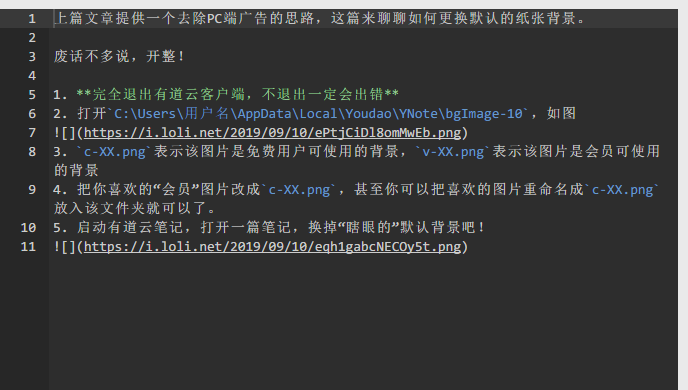 1 上篇文章提供一个去除PC端广告的思路，这篇来聊聊如何更换默认的纸张背景。
2
3 废话不多说，开整！
4
5 1. **完全退出有道云客户端，不退出一定会出错**
6 2. 打开`C:\Users\用户名\AppData\Local\Youdao\YNote\bgImage-10`，如图
7 ![](https://i.loli.net/2019/09/10/ePtjCiDl8omMwEb.png)
8 3. `c-XX.png`表示该图片是免费用户可使用的背景，`v-XX.png`表示该图片是会员可使用
的背景
9 4. 把你喜欢的“会员”图片改成`c-XX.png`，甚至你可以把喜欢的图片重命名成`c-XX.png`
放入该文件夹就可以了。
10 5. 启动有道云笔记，打开一篇笔记，换掉“瞎眼的”默认背景吧！
11 ![](https://i.loli.net/2019/09/10/eqh1gabcNECOy5t.png)